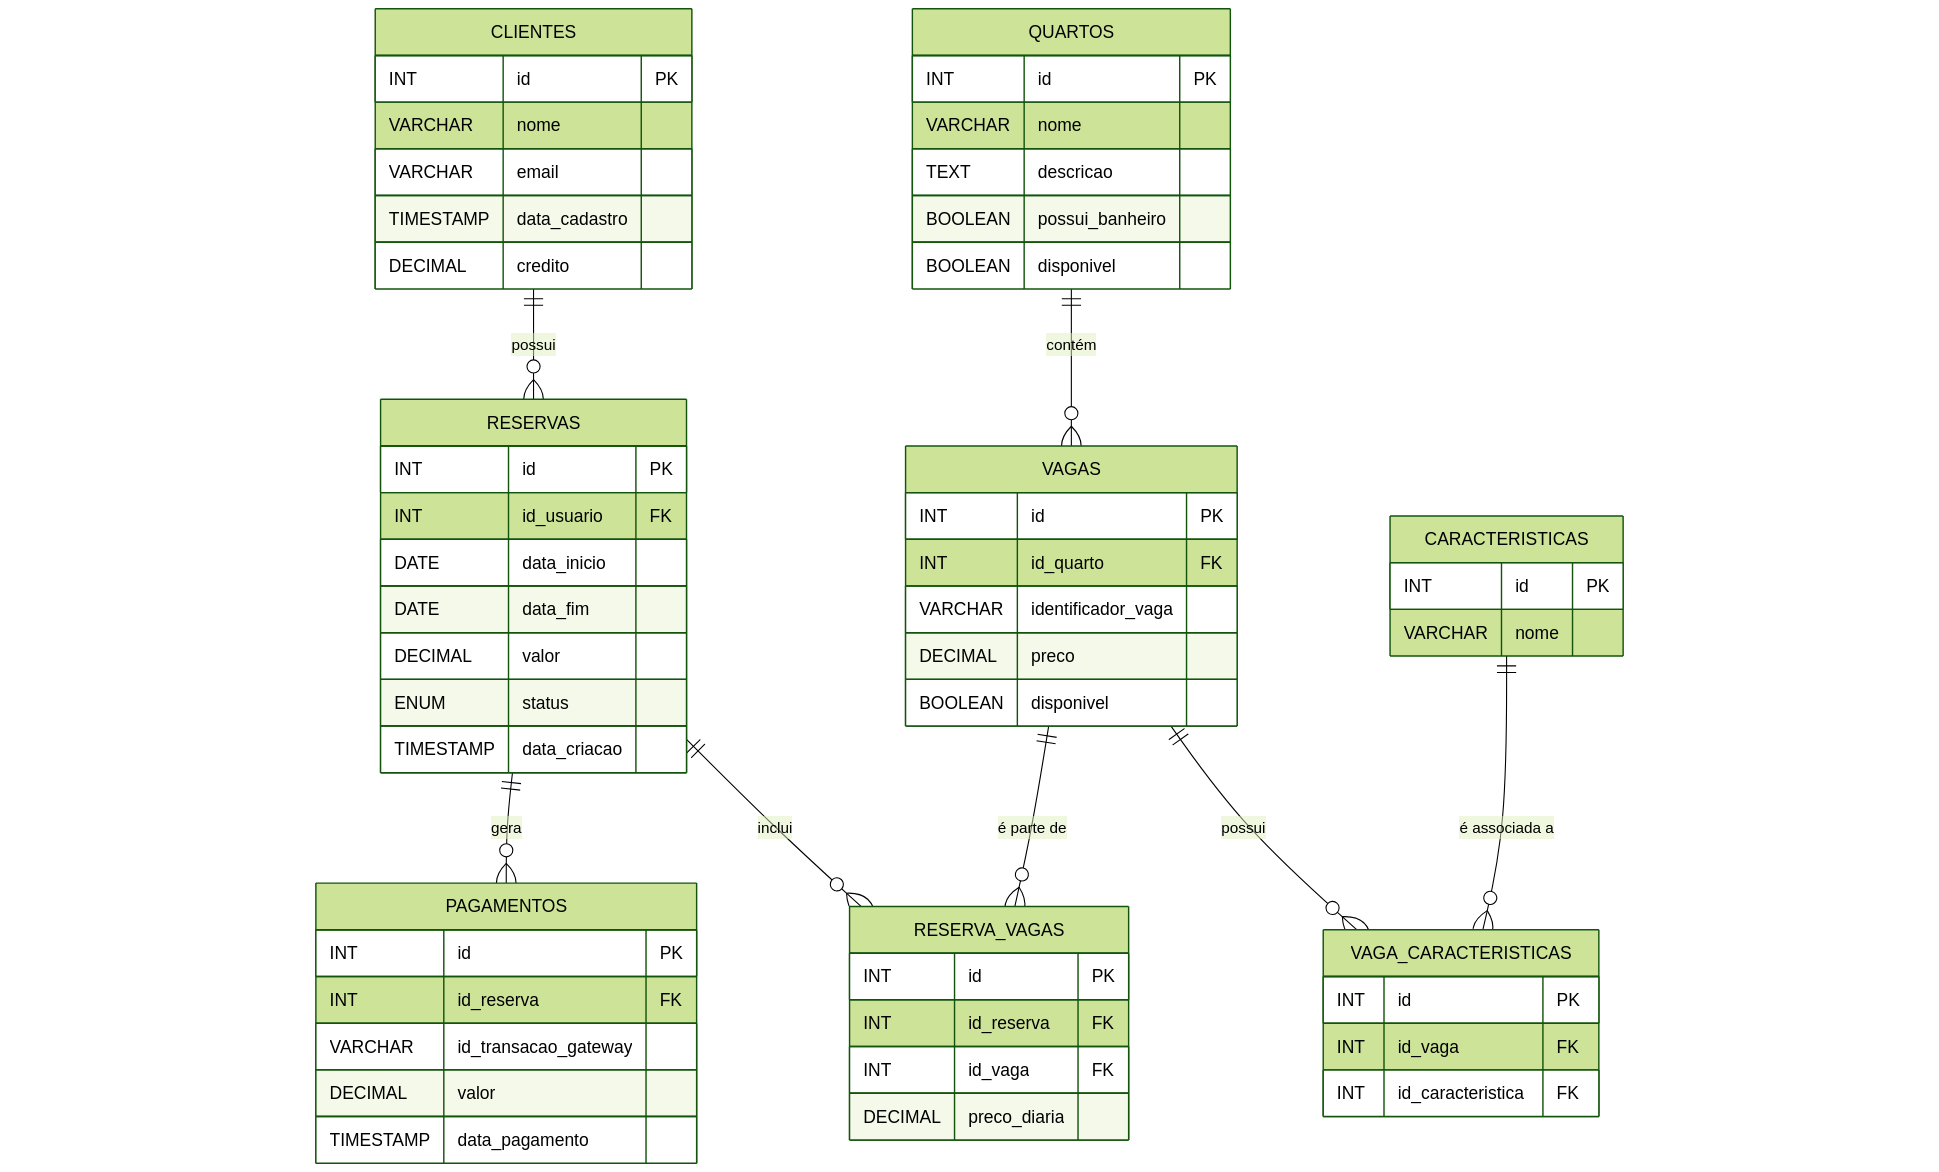 CLIENTES
INT id PK
VARCHAR nome
VARCHAR email
TIMESTAMP data_cadastro
DECIMAL credito
QUARTOS
INT id PK
VARCHAR nome
TEXT descricao
BOOLEAN possui_banheiro
BOOLEAN disponivel
possui
contém
RESERVAS
INT id PK
INT id_usuario FK
DATE data_inicio
DATE data_fim
DECIMAL valor
ENUM status
TIMESTAMP data_criacao
VAGAS
INT id PK
INT id_quarto FK
VARCHAR identificador_vaga
DECIMAL preco
BOOLEAN disponivel
CARACTERISTICAS
INT id PK
VARCHAR nome
gera
inclui
é parte de
possui
é associada a
PAGAMENTOS
INT id PK
INT id_reserva FK
VARCHAR id_transacao_gateway
DECIMAL valor
TIMESTAMP data_pagamento
RESERVA_VAGAS
INT id PK
INT id_reserva FK
INT id_vaga FK
DECIMAL preco_diaria
VAGA_CARACTERISTICAS
INT id PK
INT id_vaga FK
INT id_caracteristica FK